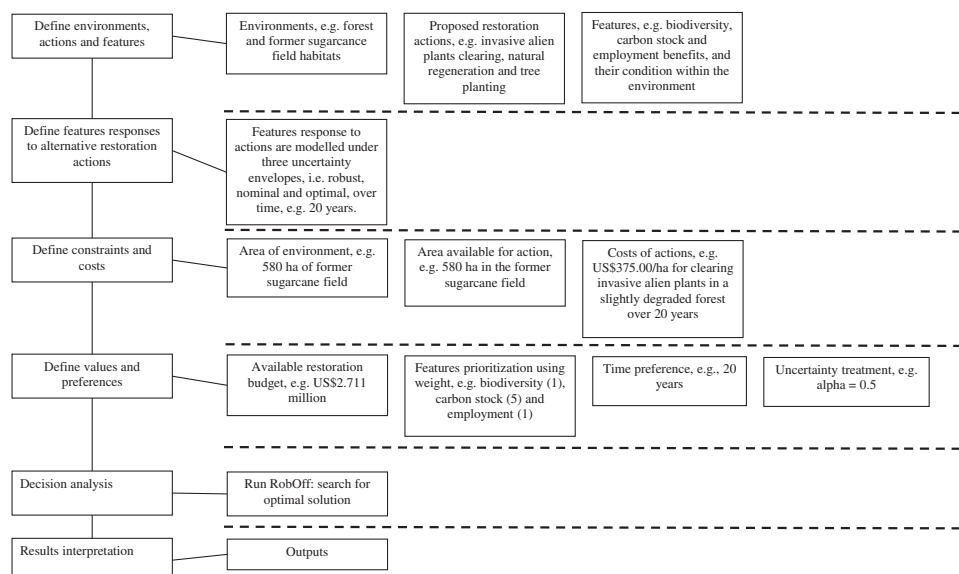 Define environments,
actions and features
Environments, e.g. forest
and former sugarcance
field habitats
Proposed restoration
actions, e.g. invasive alien
plants clearing, natural
regeneration and tree
planting
Features, e.g. biodiversity,
carbon stock and
employment benefits, and
their condition within the
environment
Define features responses
to alternative restoration
actions
Features response to
actions are modelled under
three uncertainty
envelopes, i.e. robust,
nominal and optimal, over
time, e.g. 20 years.
Define constraints and
costs
Area of environment, e.g.
580 ha of former
sugarcane field
Area available for action,
e.g. 580 ha in the former
sugarcane field
Costs of actions, e.g.
US$375.00/ha for clearing
invasive alien plants in a
slightly degraded forest
over 20 years
Define values and
preferences
Available restoration
budget, e.g. US$2.711
million
Features prioritization using
weight, e.g. biodiversity (1),
carbon stock (5) and
employment (1)
Time preference, e.g., 20
years
Uncertainty treatment, e.g.
alpha = 0.5
Decision analysis
Run RobOff: search for
optimal solution
Results interpretation
Outputs